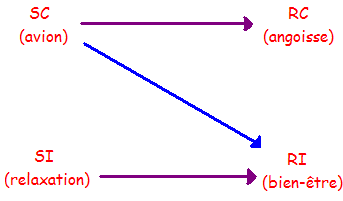 SC
RC
(avion)
(angoisse)
SI
RI
(relaxation)
(bien-être)